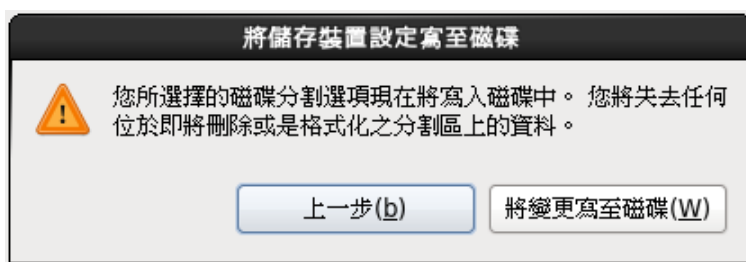 將儲存裝置設定寫至磁碟
您所選擇的磁碟分割選項現在將寫入磁碟中。 您將失去任何
位於即將刪除或是格式化之分割區上的資料。
上一步(b)
將變更寫至磁碟(W)